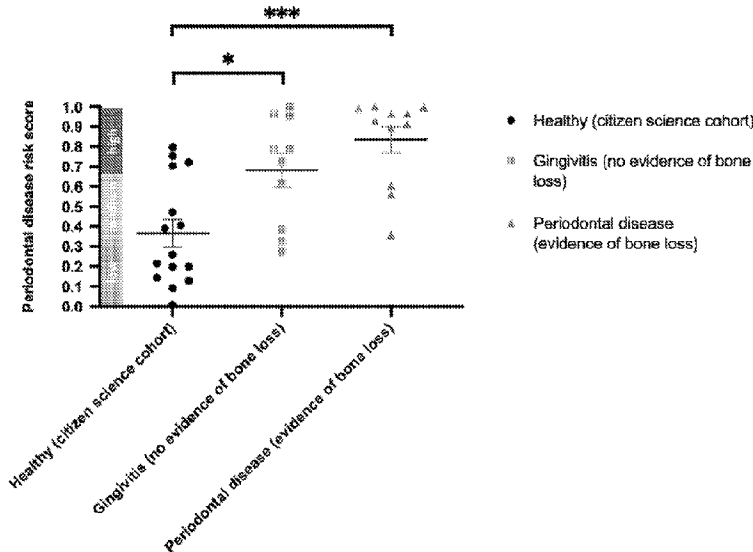 ***
*
Periodontal disease risk score
1.0
0.9
0.8
0.7
0.6
0.5
0.4
0.3
0.2
0.1
0.0
Healthy (citizen science cohort)
Gingivitis (no evidence of bone loss)
Periodontal disease (evidence of bone loss)
Healthy (citizen science cohort)
Gingivitis (no evidence of bone
loss)
Periodontal disease
(evidence of bone loss)